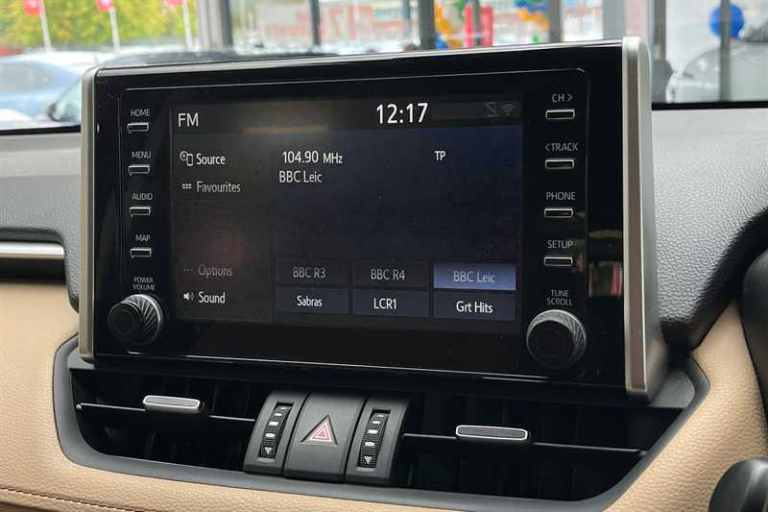 HOME
MENU
AUDIO
MAP
POWER
VOLUME
FM
12:17
Source
104.90 MHz
TP
BBC Leic
Favourites
Options
BBC R3
BBC R4
BBC Leic
Sound
Sabras
LCR1
Grt Hits
CH >
< TRACK
PHONE
SETUP
TUNE
SCROLL